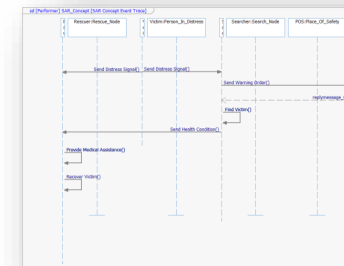 sd [Performer] SAR_Concept [SAR Concept Event Trace]
Rescuer:Rescue_Node
Victim:Person_In_Distress
Searcher:Search_Node
POS:Place_Of_Safety
Send Distress Signal()
Send Distress Signal()
Send Warning Order()
Find Victim()
Send Health Condition()
Provide Medical Assistance()
Recover Victim()